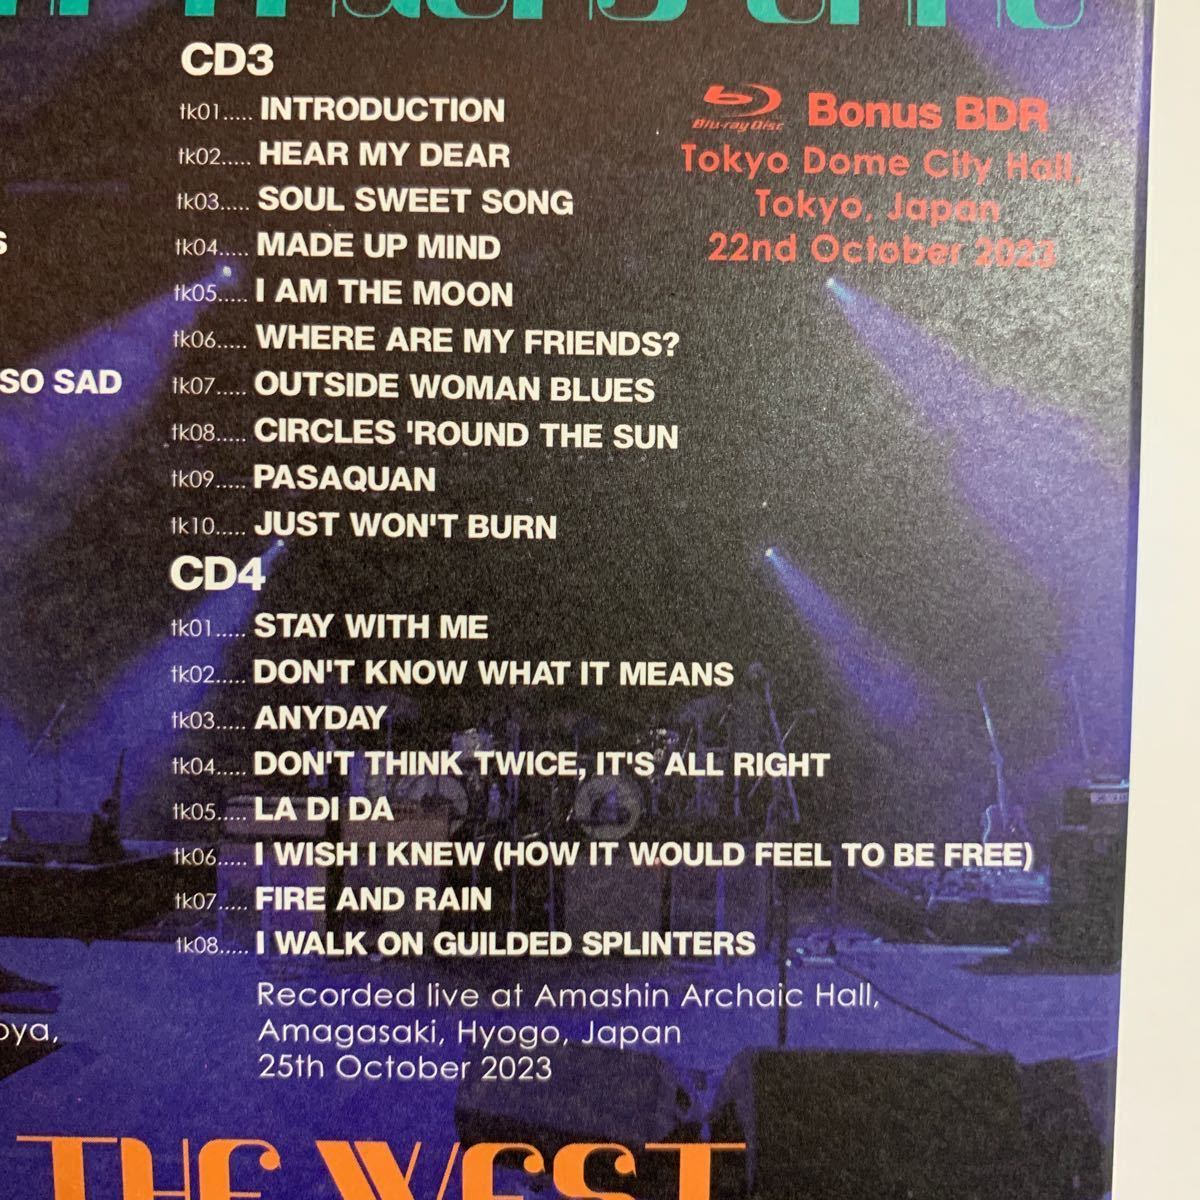 CD3
tk01..... INTRODUCTION
tk02..... HEAR MY DEAR
tk03..... SOUL SWEET SONG
tk04..... MADE UP MIND
tk05..... I AM THE MOON
tk06..... WHERE ARE MY FRIENDS?
tk07..... OUTSIDE WOMAN BLUES
tk08..... CIRCLES 'ROUND THE SUN
tk09..... PASAQUAN
tk10..... JUST WON'T BURN
CD4
tk01..... STAY WITH ME
tk02..... DON'T KNOW WHAT IT MEANS
tk03..... ANYDAY
tk04..... DON'T THINK TWICE, IT'S ALL RIGHT
tk05..... LA DI DA
tk06..... I WISH I KNEW (HOW IT WOULD FEEL TO BE FREE)
tk07..... FIRE AND RAIN
tk08..... I WALK ON GUILDED SPLINTERS
Recorded live at Amashin Archaic Hall,
Amagasaki, Hyogo, Japan
25th October 2023
Blu-ray Disc Bonus BDR
Tokyo Dome City Hall,
Tokyo, Japan
22nd October 2023
S
SO SAD
oya,
THE WEST